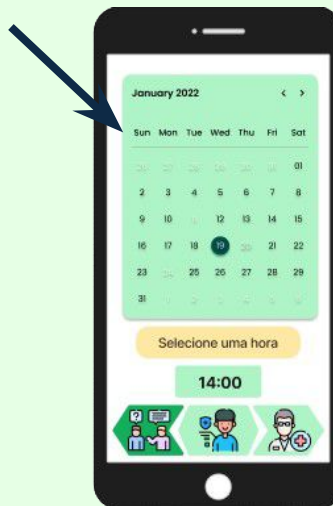 January 2022 < >
Sun Mon Tue Wed Thu Fri Sat
01
2 3 4 5 6 7 8
9 10 12 13 14 15
16 17 18 19 21 22
23 25 26 27 28 29
31
Selecione uma hora
14:00
?